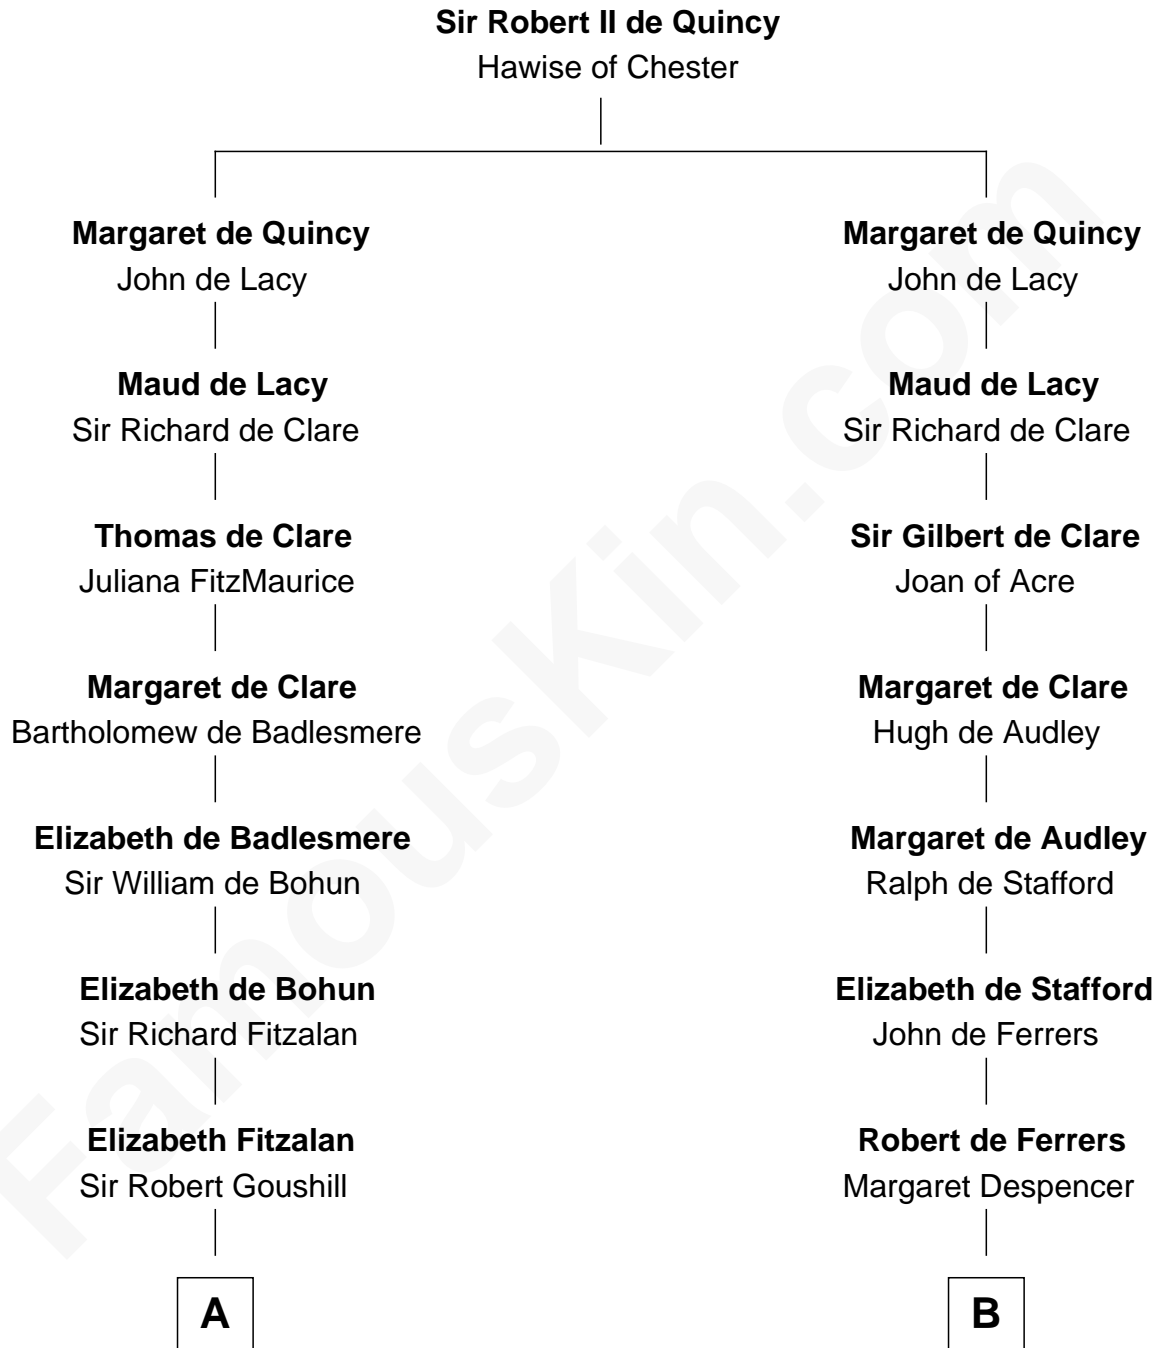 Sir Robert II de Quincy
Hawise of Chester
Margaret de Quincy
John de Lacy
Margaret de Quincy
John de Lacy
Maud de Lacy
Sir Richard de Clare
Maud de Lacy
Sir Richard de Clare
Thomas de Clare
Juliana FitzMaurice
Sir Gilbert de Clare
Joan of Acre
Margaret de Clare
Bartholomew de Badlesmere
Margaret de Clare
Hugh de Audley
Elizabeth de Badlesmere
Sir William de Bohun
Margaret de Audley
Ralph de Stafford
Elizabeth de Bohun
Sir Richard Fitzalan
Elizabeth de Stafford
John de Ferrers
Elizabeth Fitzalan
Sir Robert Goushill
Robert de Ferrers
Margaret Despencer
A
B
FamousKin.com